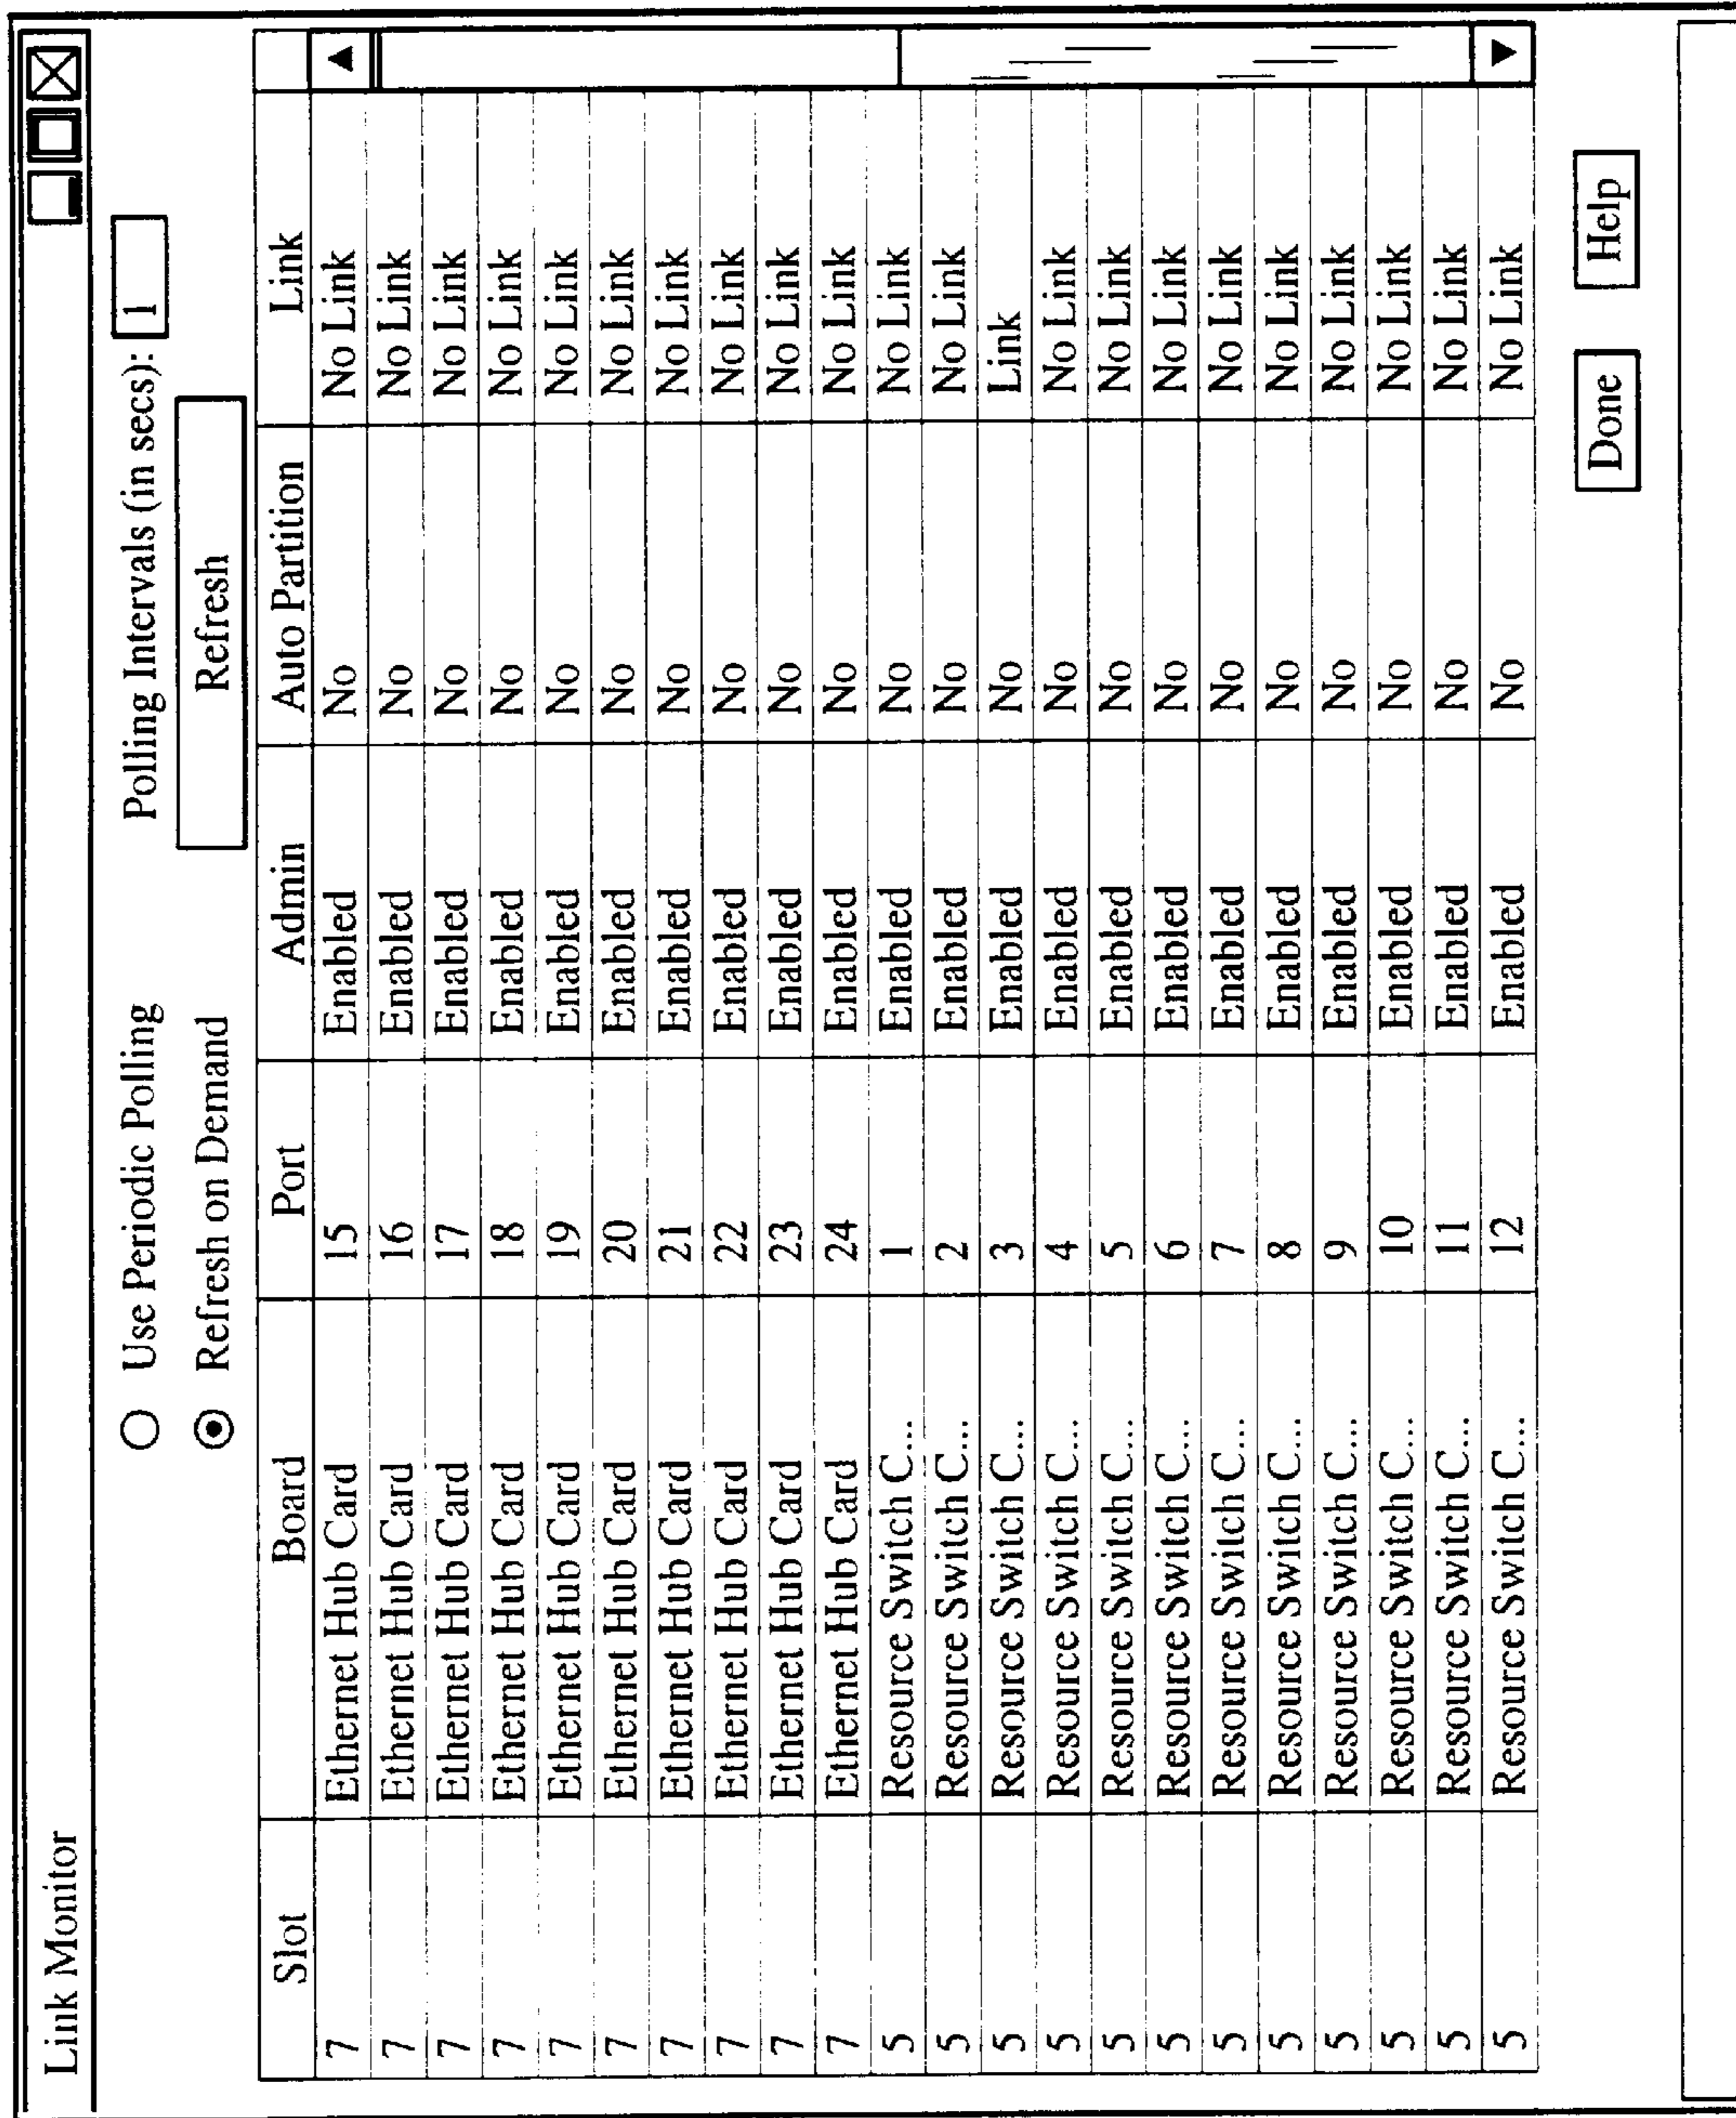 Link Monitor
Use Periodic Polling Polling Intervals (in secs): 1
Refresh on Demand Refresh
Slot Board Port Admin Auto Partition Link
7 Ethernet Hub Card 15 Enabled No No Link
7 Ethernet Hub Card 16 Enabled No No Link
7 Ethernet Hub Card 17 Enabled No No Link
7 Ethernet Hub Card 18 Enabled No No Link
7 Ethernet Hub Card 19 Enabled No No Link
7 Ethernet Hub Card 20 Enabled No No Link
7 Ethernet Hub Card 21 Enabled No No Link
7 Ethernet Hub Card 22 Enabled No No Link
7 Ethernet Hub Card 23 Enabled No No Link
7 Ethernet Hub Card 24 Enabled No No Link
5 Resource Switch C... 1 Enabled No No Link
5 Resource Switch C... 2 Enabled No No Link
5 Resource Switch C... 3 Enabled No Link
5 Resource Switch C... 4 Enabled No No Link
5 Resource Switch C... 5 Enabled No No Link
5 Resource Switch C... 6 Enabled No No Link
5 Resource Switch C... 7 Enabled No No Link
5 Resource Switch C... 8 Enabled No No Link
5 Resource Switch C... 9 Enabled No No Link
5 Resource Switch C... 10 Enabled No No Link
5 Resource Switch C... 11 Enabled No No Link
5 Resource Switch C... 12 Enabled No No Link
Done Help